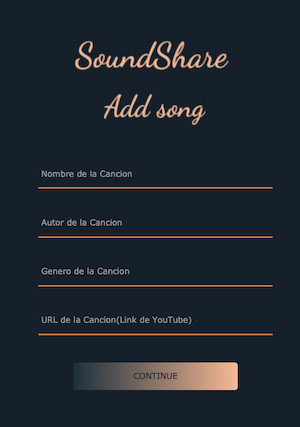 SoundShare
Add song
Nombre de la Cancion
Autor de la Cancion
Genero de la Cancion
URL de la Cancion(Link de YouTube)
CONTINUE